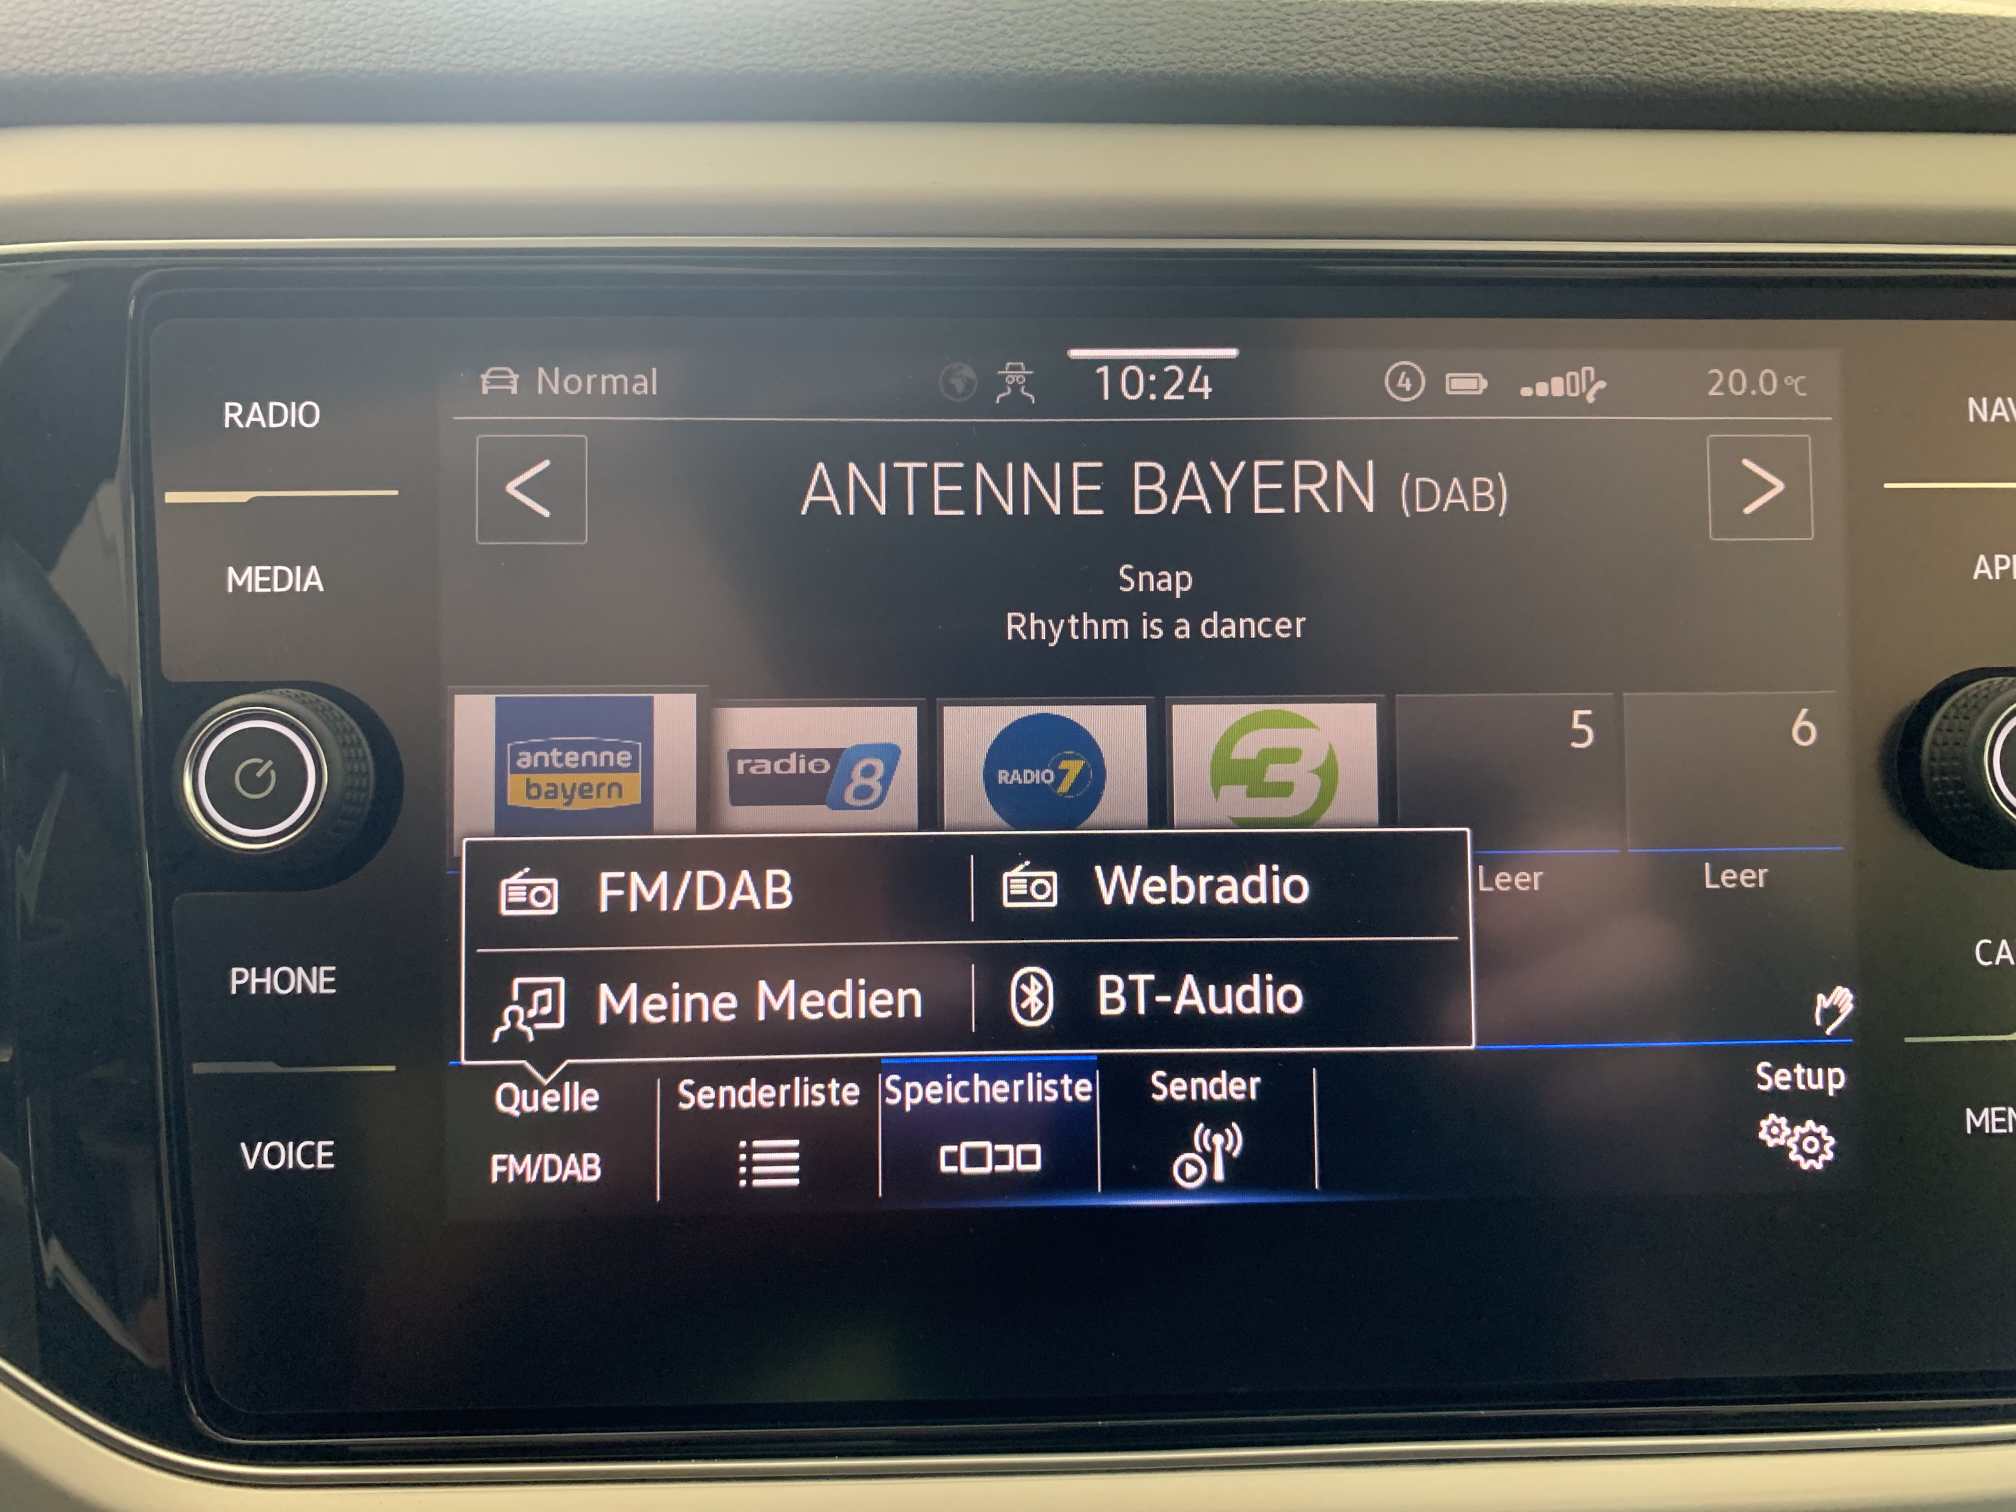 RADIO
MEDIA
PHONE
VOICE
Normal
10:24
4
20.0 °C
<
ANTENNE BAYERN (DAB)
>
Snap
Rhythm is a dancer
antenne
bayern
radio 8
RADIO 7
3
5
6
Leer
Leer
FM/DAB
Webradio
Meine Medien
BT-Audio
Quelle
FM/DAB
Senderliste
Speicherliste
Sender
Setup
NAV
CA